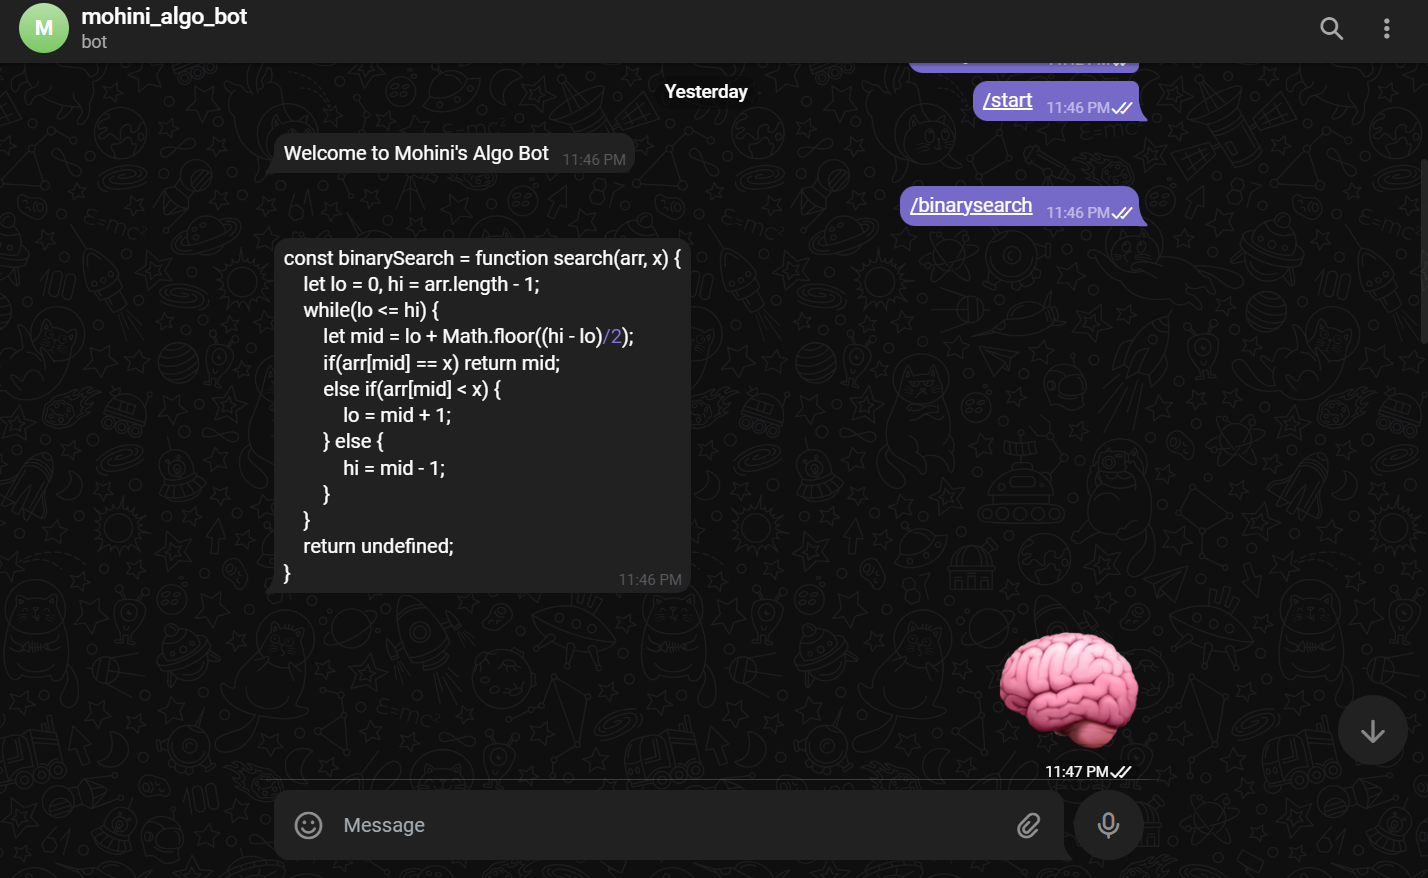 M
mohini_algo_bot
bot
Yesterday
/start 11:46 PM
Welcome to Mohini's Algo Bot 11:46 PM
/binarysearch 11:46 PM
const binarySearch = function search(arr, x) {
let lo = 0, hi = arr.length - 1;
while(lo <= hi) {
let mid = lo + Math.floor((hi - lo)/2);
if(arr[mid] == x) return mid;
else if(arr[mid] < x) {
lo = mid + 1;
} else {
hi = mid - 1;
}
}
return undefined;
}
11:46 PM
11:47 PM
Message